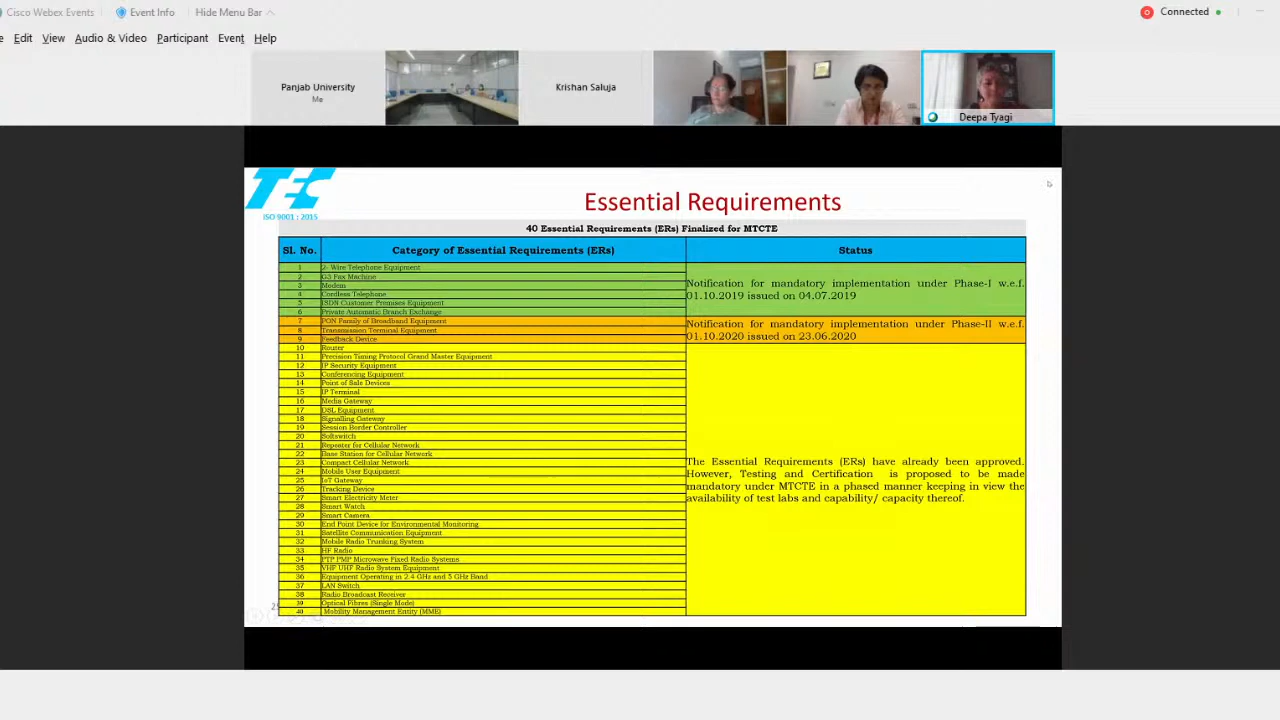 Cisco Webex Events Event Info Hide Menu Bar Connected
Edit View Audio & Video Participant Event Help
Panjab University
Me
Krishan Saluja
Deepa Tyagi
TEC
ISO 9001 : 2015
Essential Requirements
40 Essential Requirements (ERs) Finalized for MTCTE
Sl. No. Category of Essential Requirements (ERs) Status
1 2- Wire Telephone Equipment
2 G3 Fax Machine
3 Modem
4 Cordless Telephone
5 ISDN Customer Premises Equipment
6 Private Automatic Branch Exchange
Notification for mandatory implementation under Phase-I w.e.f.
01.10.2019 issued on 04.07.2019
7 PON Family of Broadband Equipment
8 Transmission Terminal Equipment
9 Feedback Device
Notification for mandatory implementation under Phase-II w.e.f.
01.10.2020 issued on 23.06.2020
10 Router
11 Precision Timing Protocol Grand Master Equipment
12 IP Security Equipment
13 Conferencing Equipment
14 Point of Sale Devices
15 IP Terminal
16 Media Gateway
17 DSL Equipment
18 Signalling Gateway
19 Session Border Controller
20 Softswitch
21 Repeater for Cellular Network
22 Base Station for Cellular Network
23 Compact Cellular Network
24 Mobile User Equipment
25 IoT Gateway
26 Tracking Device
27 Smart Electricity Meter
28 Smart Watch
29 Smart Camera
30 End Point Device for Environmental Monitoring
31 Satellite Communication Equipment
32 Mobile Radio Trunking System
33 HF Radio
34 PTP PMP Microwave Fixed Radio Systems
35 VHF UHF Radio System Equipment
36 Equipment Operating in 2.4 GHz and 5 GHz Band
37 LAN Switch
38 Radio Broadcast Receiver
39 Optical Fibres (Single Mode)
40 Mobility Management Entity (MME)
The Essential Requirements (ERs) have already been approved.
However, Testing and Certification is proposed to be made
mandatory under MTCTE in a phased manner keeping in view the
availability of test labs and capability/ capacity thereof.